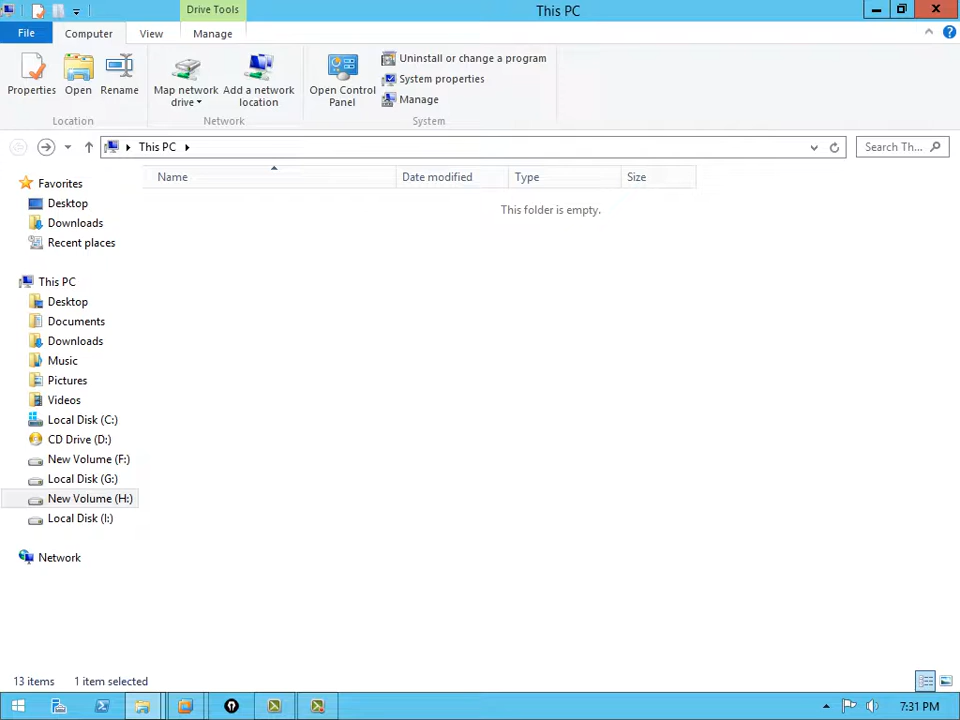 Drive Tools
This PC
File
Computer
View
Manage
Properties
Open
Rename
Map network drive
Add a network location
Open Control Panel
Uninstall or change a program
System properties
Manage
Location
Network
System
This PC
Search Th...
Name
Date modified
Type
Size
This folder is empty.
Favorites
Desktop
Downloads
Recent places
This PC
Desktop
Documents
Downloads
Music
Pictures
Videos
Local Disk (C:)
CD Drive (D:)
New Volume (F:)
Local Disk (G:)
New Volume (H:)
Local Disk (I:)
Network
13 items
1 item selected
7:31 PM